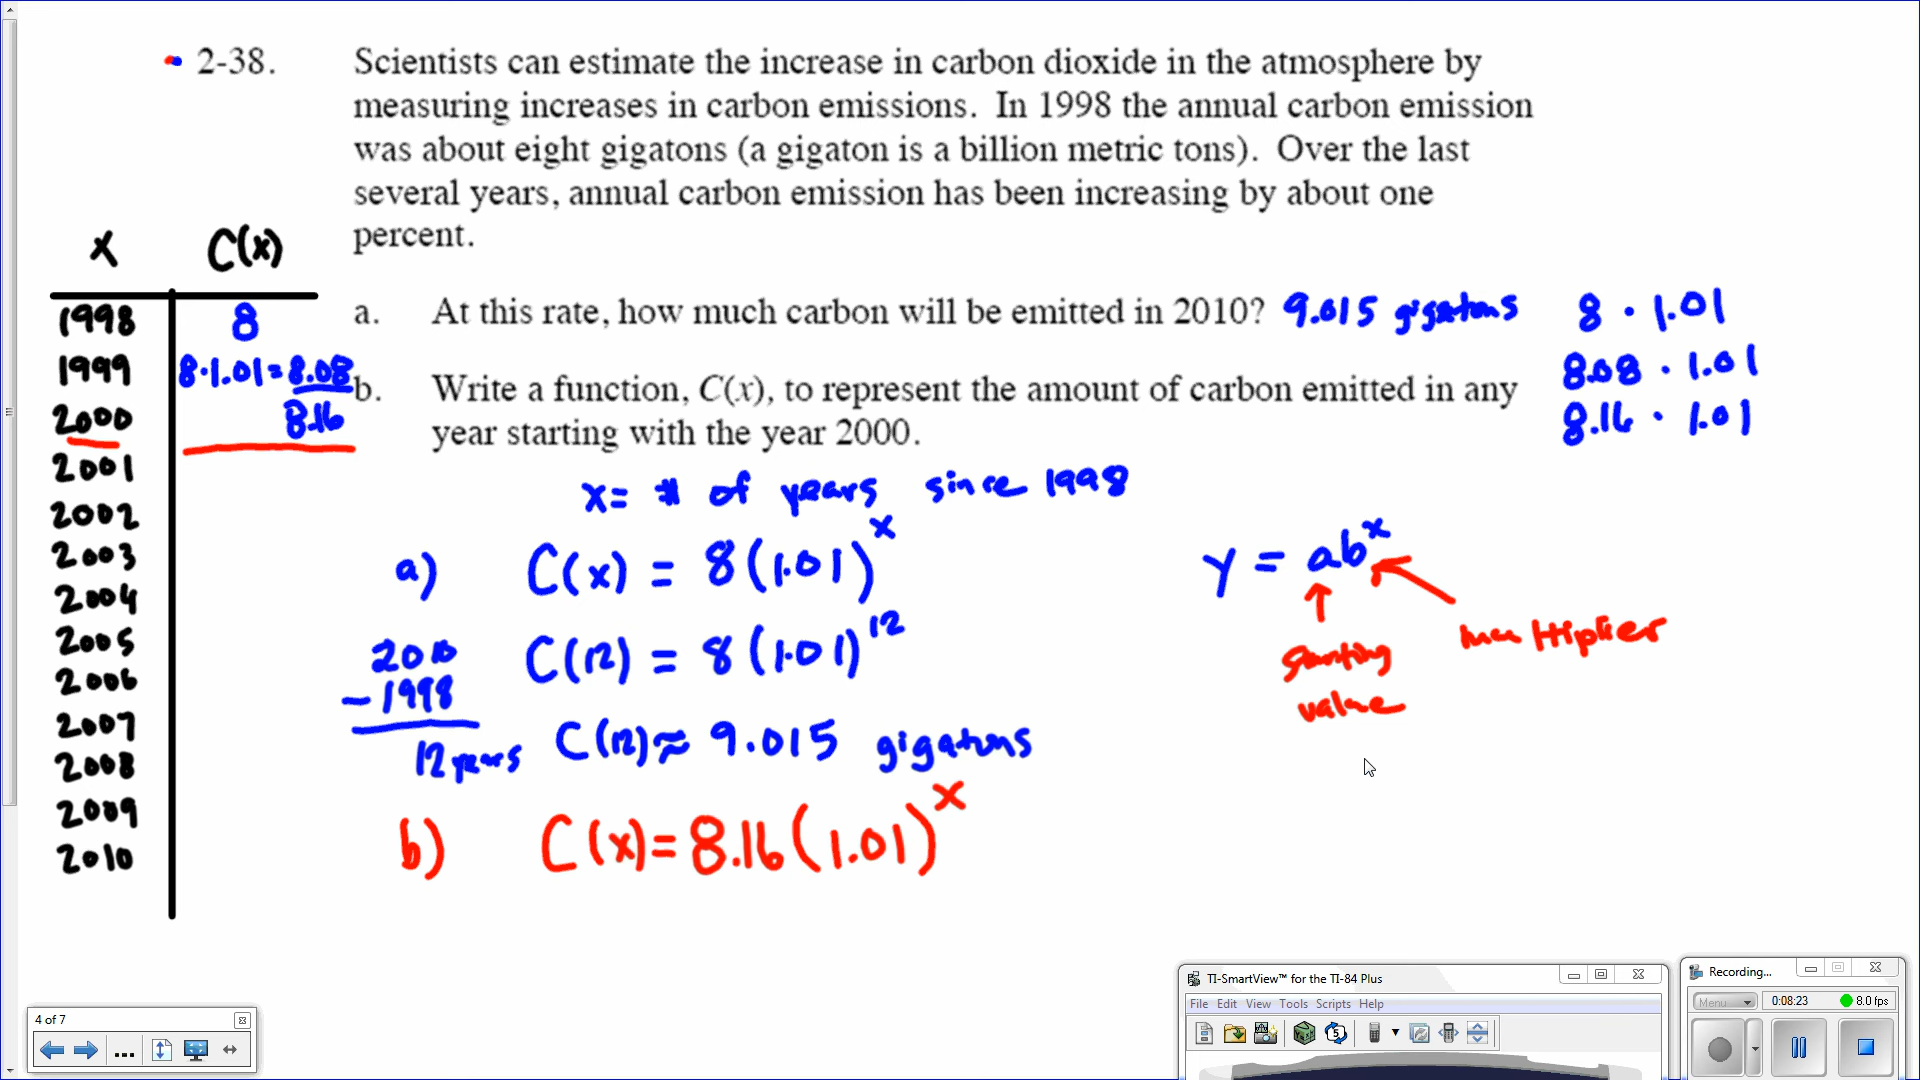 2-38. Scientists can estimate the increase in carbon dioxide in the atmosphere by
measuring increases in carbon emissions. In 1998 the annual carbon emission
was about eight gigatons (a gigaton is a billion metric tons). Over the last
several years, annual carbon emission has been increasing by about one
percent.
x C(x)
1998 8
1999 8·1.01=8.08
2000 8.16
2001
2002
2003
2004
2005
2006
2007
2008
2009
2010
a. At this rate, how much carbon will be emitted in 2010? 9.015 gigatons
8 · 1.01
8.08 · 1.01
8.16 · 1.01
b. Write a function, C(x), to represent the amount of carbon emitted in any
year starting with the year 2000.
x = # of years since 1998
a) C(x) = 8(1.01)^x
C(12) = 8(1.01)^12
2010
-1998
12 years
C(12) ≈ 9.015 gigatons
b) C(x) = 8.16(1.01)^x
y = ab^x
starting
value
multiplier
TI-SmartView™ for the TI-84 Plus
File Edit View Tools Scripts Help
Recording...
Menu 0:08:23 8.0 fps
4 of 7